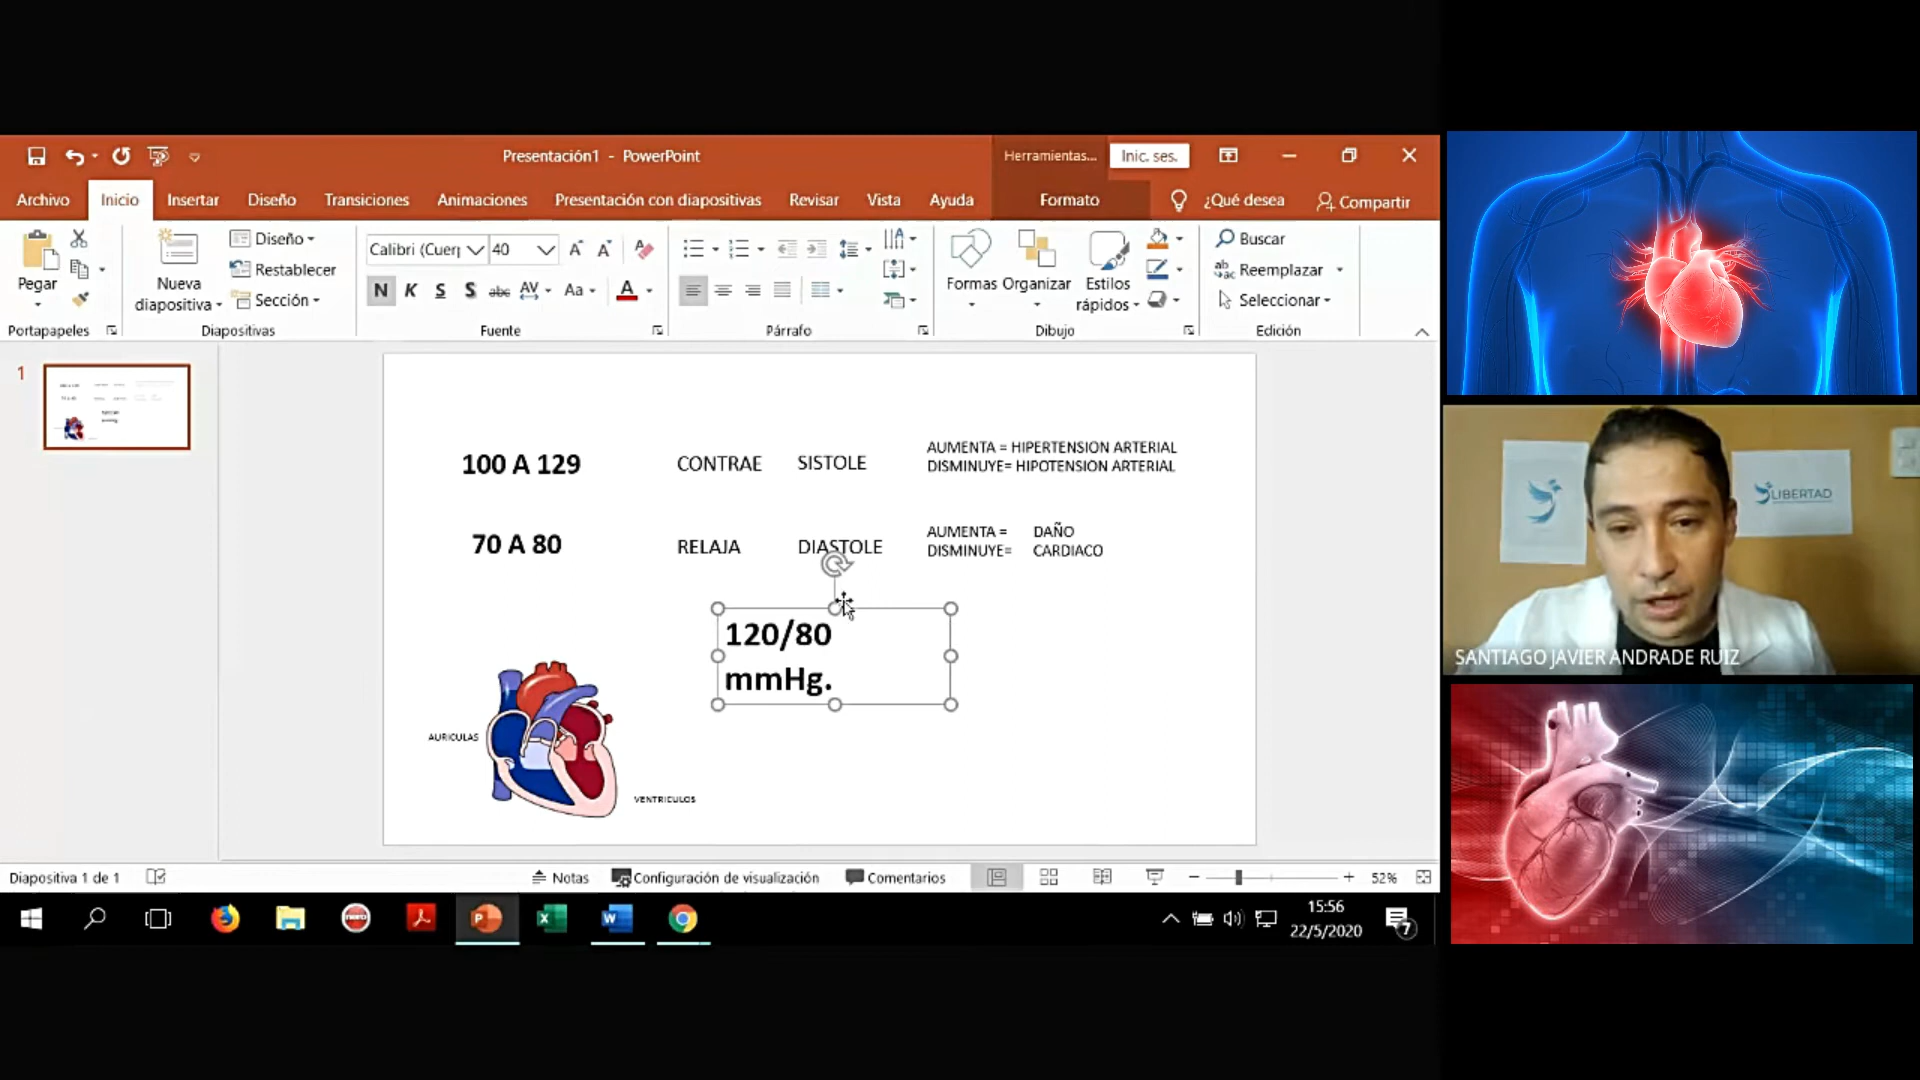 Presentación1 - PowerPoint
Herramientas...
Inic. ses.
Archivo
Inicio
Insertar
Diseño
Transiciones
Animaciones
Presentación con diapositivas
Revisar
Vista
Ayuda
Formato
¿Qué desea
Compartir
Pegar
Nueva
diapositiva
Diseño
Restablecer
Sección
Calibri (Cuerp
40
N K S S abc AV Aa A
Formas
Organizar
Estilos
rápidos
Buscar
Reemplazar
Seleccionar
Portapapeles
Diapositivas
Fuente
Párrafo
Dibujo
Edición
1
100 A 129
CONTRAE
SISTOLE
AUMENTA = HIPERTENSION ARTERIAL
DISMINUYE= HIPOTENSION ARTERIAL
70 A 80
RELAJA
DIASTOLE
AUMENTA = DAÑO
DISMINUYE= CARDIACO
120/80
mmHg.
AURICULAS
VENTRICULOS
LIBERTAD
SANTIAGO JAVIER ANDRADE RUIZ
Diapositiva 1 de 1
Notas
Configuración de visualización
Comentarios
52%
15:56
22/5/2020
7